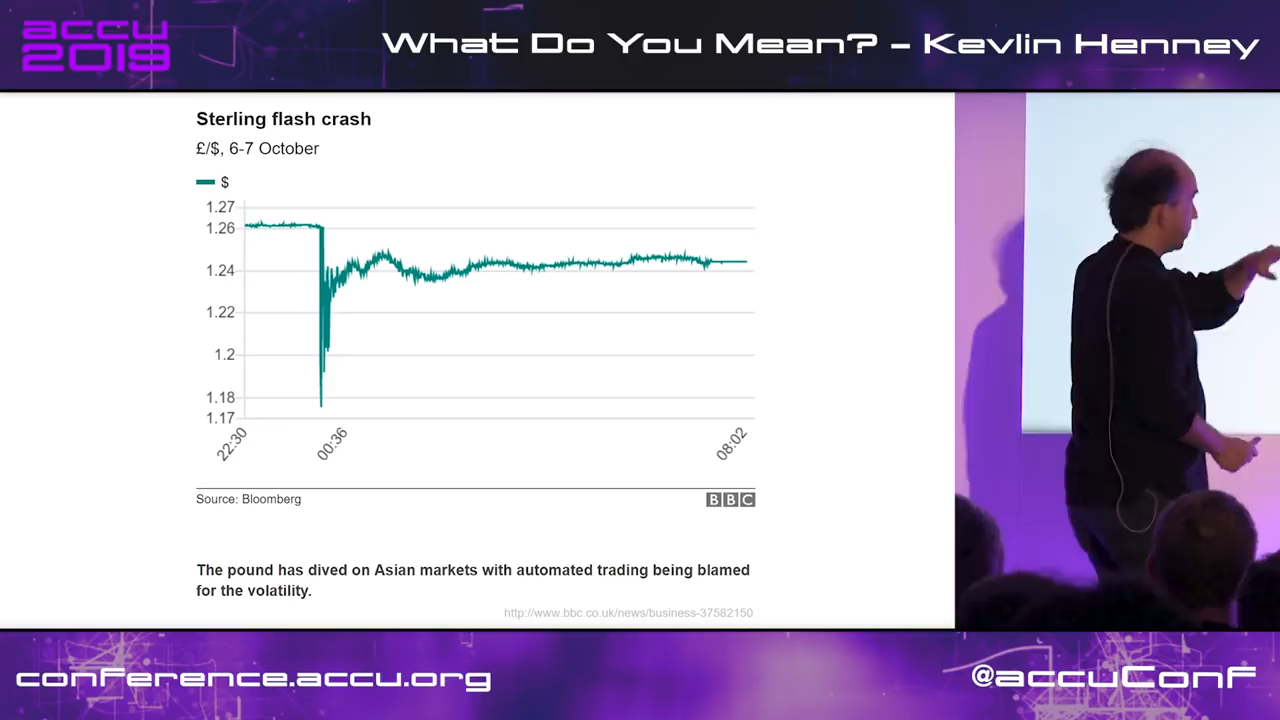 accu
2019
What Do You Mean? – Kevlin Henney
Sterling flash crash
£/$, 6-7 October
$
1.27
1.26
1.24
1.22
1.2
1.18
1.17
22:30
00:36
08:02
Source: Bloomberg
BBC
The pound has dived on Asian markets with automated trading being blamed
for the volatility.
http://www.bbc.co.uk/news/business-37582150
conference.accu.org
@accuConf